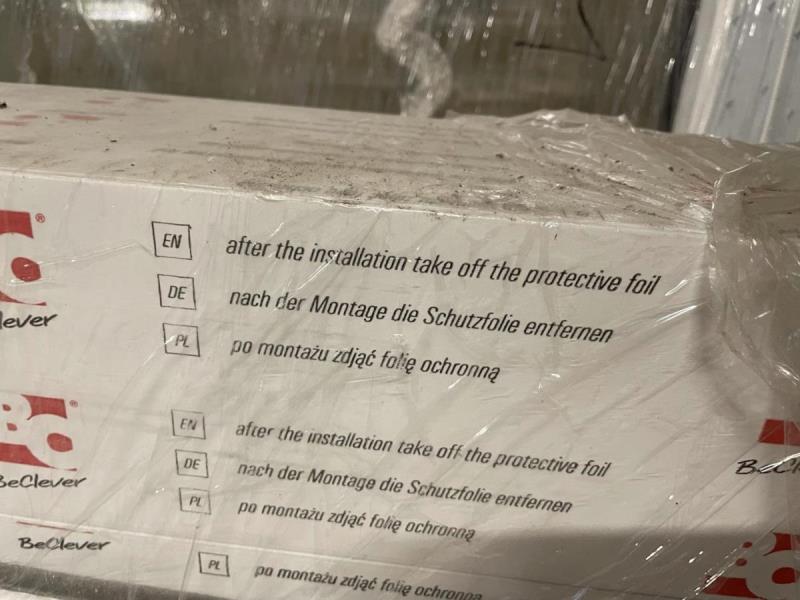 ®
EN after the installation take off the protective foil
lever
DE nach der Montage die Schutzfolie entfernen
PL po montażu zdjąć folię ochronną
BC®
BeClever
EN after the installation take off the protective foil
DE nach der Montage die Schutzfolie entfernen
PL po montażu zdjąć folię ochronną
BeClever
PL po montażu zdjąć folię ochronną